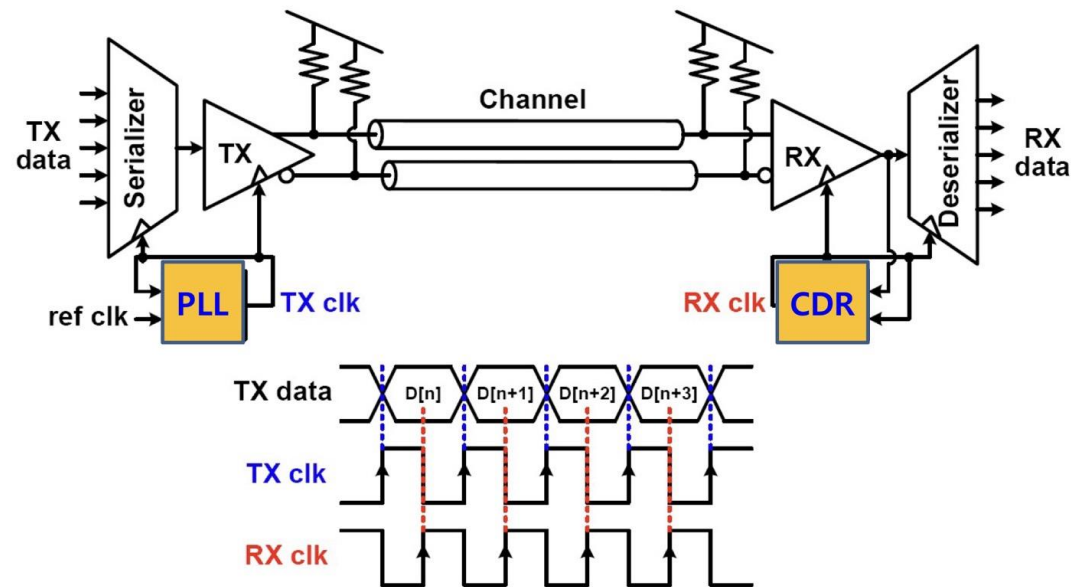 Channel
Serializer
TX
data
TX
RX
Deserializer
RX
data
ref clk
PLL
TX clk
RX clk
CDR
TX data
D[n]
D[n+1]
D[n+2]
D[n+3]
TX clk
RX clk